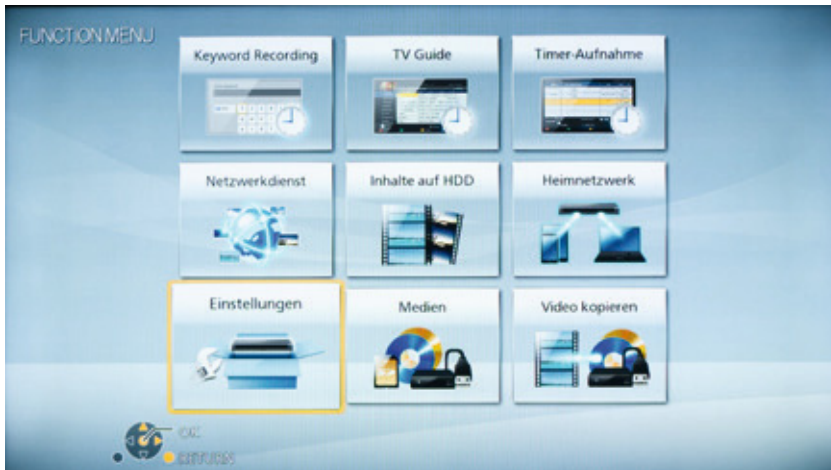 FUNCTION MENU
Keyword Recording
TV Guide
Timer-Aufnahme
Netzwerkdienst
Inhalte auf HDD
Heimnetzwerk
Einstellungen
Medien
Video kopieren
OK
RETURN